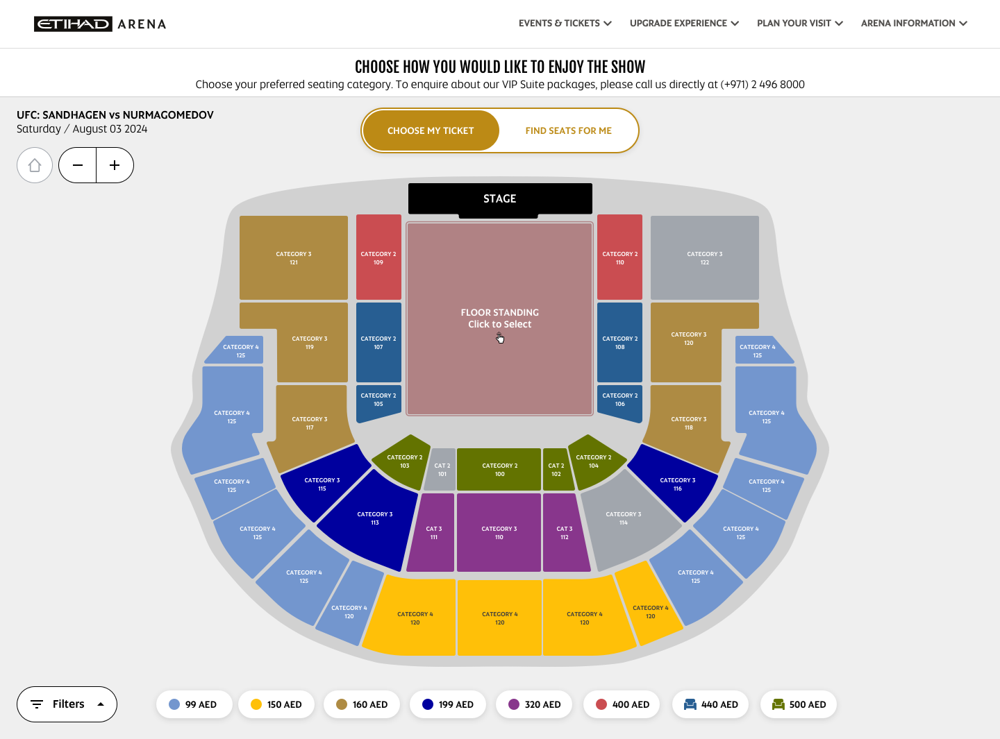 ETIHAD ARENA
EVENTS & TICKETS
UPGRADE EXPERIENCE
PLAN YOUR VISIT
ARENA INFORMATION
CHOOSE HOW YOU WOULD LIKE TO ENJOY THE SHOW
Choose your preferred seating category. To enquire about our VIP Suite packages, please call us directly at (+971) 2 496 8000
UFC: SANDHAGEN vs NURMAGOMEDOV
Saturday / August 03 2024
CHOOSE MY TICKET
FIND SEATS FOR ME
STAGE
CATEGORY 3
121
CATEGORY 2
109
CATEGORY 2
110
CATEGORY 3
122
FLOOR STANDING
Click to Select
CATEGORY 3
119
CATEGORY 2
107
CATEGORY 2
108
CATEGORY 3
120
CATEGORY 4
125
CATEGORY 4
125
CATEGORY 2
105
CATEGORY 2
106
CATEGORY 4
125
CATEGORY 3
117
CATEGORY 3
118
CATEGORY 4
125
CATEGORY 2
103
CAT 2
101
CATEGORY 2
100
CAT 2
102
CATEGORY 2
104
CATEGORY 4
125
CATEGORY 3
115
CATEGORY 3
116
CATEGORY 4
125
CATEGORY 3
113
CATEGORY 3
114
CATEGORY 4
125
CAT 3
111
CATEGORY 3
110
CAT 3
112
CATEGORY 4
125
CATEGORY 4
125
CATEGORY 4
125
CATEGORY 4
120
CATEGORY 4
120
CATEGORY 4
120
CATEGORY 4
120
CATEGORY 4
120
Filters
99 AED
150 AED
160 AED
199 AED
320 AED
400 AED
440 AED
500 AED